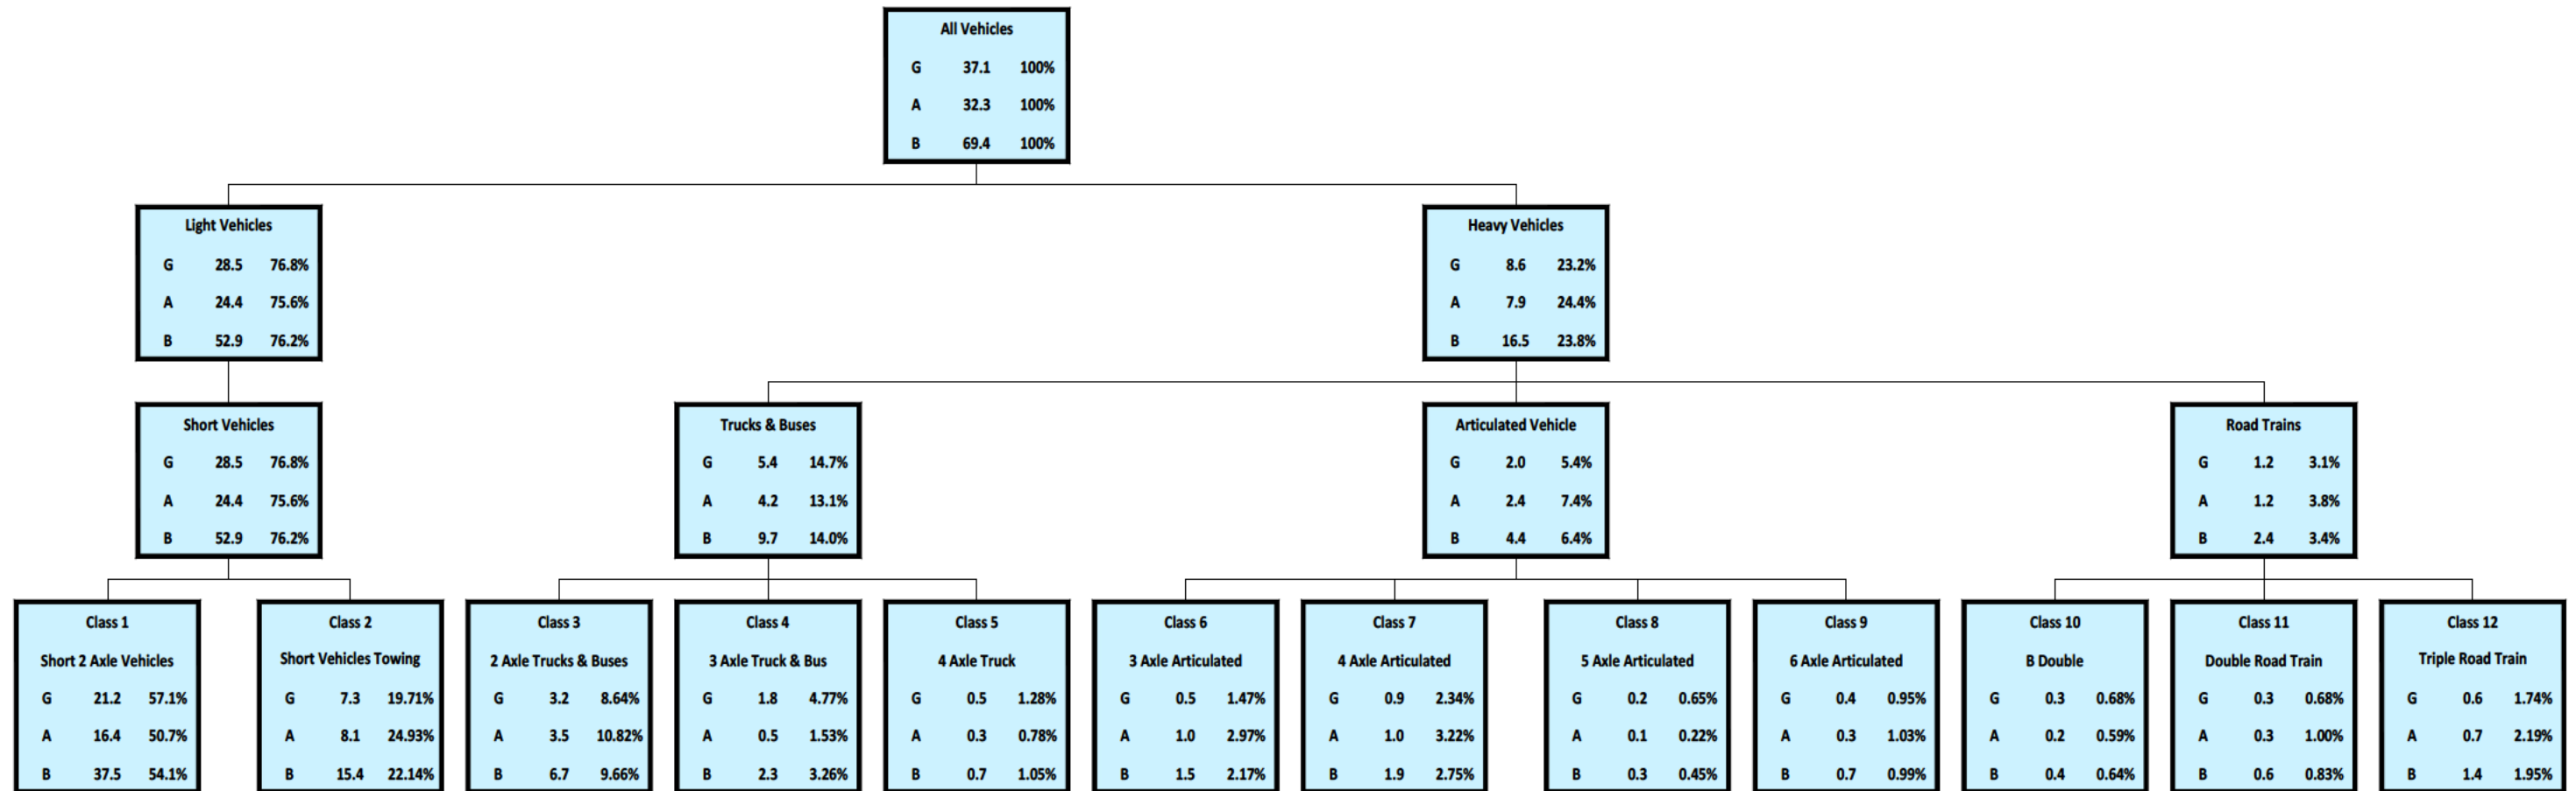 All Vehicles
G 37.1 100%
A 32.3 100%
B 69.4 100%
Light Vehicles
G 28.5 76.8%
A 24.4 75.6%
B 52.9 76.2%
Heavy Vehicles
G 8.6 23.2%
A 7.9 24.4%
B 16.5 23.8%
Short Vehicles
G 28.5 76.8%
A 24.4 75.6%
B 52.9 76.2%
Trucks & Buses
G 5.4 14.7%
A 4.2 13.1%
B 9.7 14.0%
Articulated Vehicle
G 2.0 5.4%
A 2.4 7.4%
B 4.4 6.4%
Road Trains
G 1.2 3.1%
A 1.2 3.8%
B 2.4 3.4%
Class 1
Short 2 Axle Vehicles
G 21.2 57.1%
A 16.4 50.7%
B 37.5 54.1%
Class 2
Short Vehicles Towing
G 7.3 19.71%
A 8.1 24.93%
B 15.4 22.14%
Class 3
2 Axle Trucks & Buses
G 3.2 8.64%
A 3.5 10.82%
B 6.7 9.66%
Class 4
3 Axle Truck & Bus
G 1.8 4.77%
A 0.5 1.53%
B 2.3 3.26%
Class 5
4 Axle Truck
G 0.5 1.28%
A 0.3 0.78%
B 0.7 1.05%
Class 6
3 Axle Articulated
G 0.5 1.47%
A 1.0 2.97%
B 1.5 2.17%
Class 7
4 Axle Articulated
G 0.9 2.34%
A 1.0 3.22%
B 1.9 2.75%
Class 8
5 Axle Articulated
G 0.2 0.65%
A 0.1 0.22%
B 0.3 0.45%
Class 9
6 Axle Articulated
G 0.4 0.95%
A 0.3 1.03%
B 0.7 0.99%
Class 10
B Double
G 0.3 0.68%
A 0.2 0.59%
B 0.4 0.64%
Class 11
Double Road Train
G 0.3 0.68%
A 0.3 1.00%
B 0.6 0.83%
Class 12
Triple Road Train
G 0.6 1.74%
A 0.7 2.19%
B 1.4 1.95%